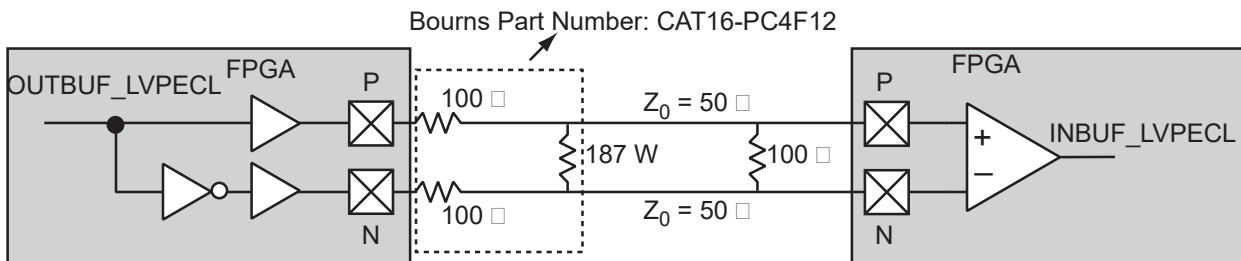 Bourns Part Number: CAT16-PC4F12
OUTBUF_LVPECL
FPGA
P
100 □
Z0 = 50 □
187 W
100 □
100 □
Z0 = 50 □
N
FPGA
P
+
−
INBUF_LVPECL
N